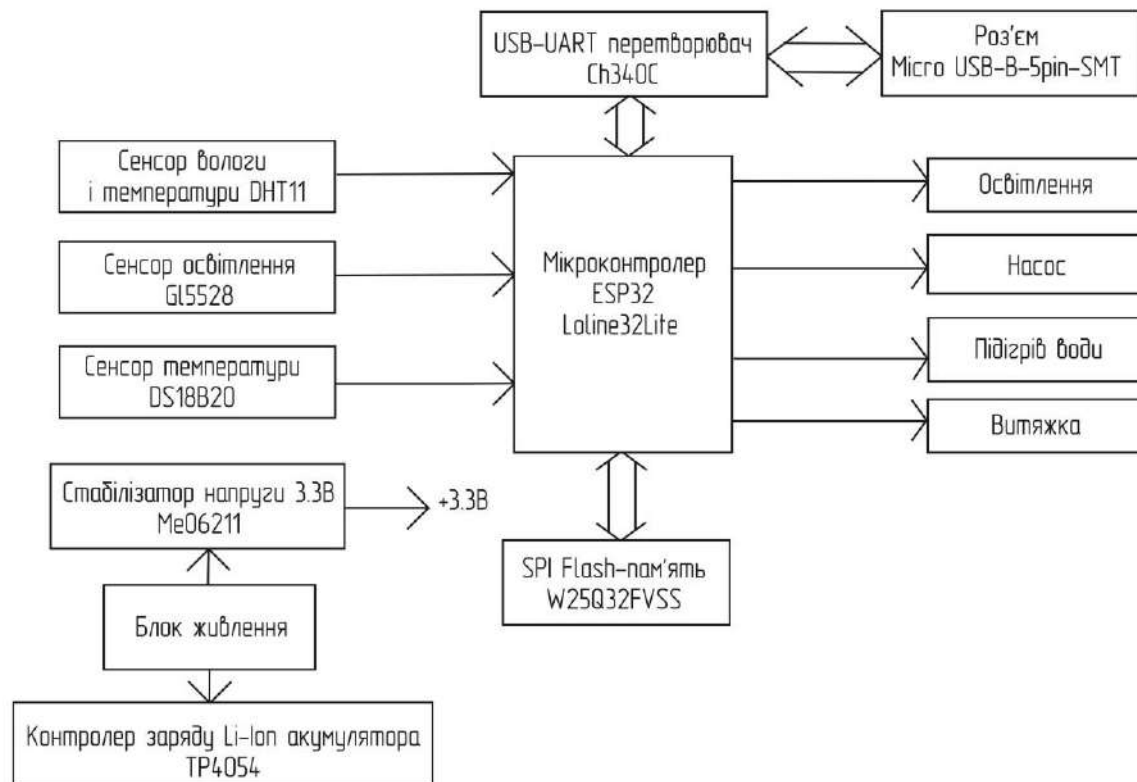 USB-UART перетворювач
Ch340C
Роз'єм
Місго USB-B-5pin-SMT
Сенсор вологи
і температури DHT11
Сенсор освітлення
Gl5528
Сенсор температури
DS18B20
Мікроконтролер
ESP32
Loline32Lite
Освітлення
Насос
Підігрів води
Витяжка
Стабілізатор напруги 3.3В
Me06211
+3.3В
SPI Flash-пам'ять
W25Q32FVSS
Блок живлення
Контролер заряду Li-Ion акумулятора
TP4054